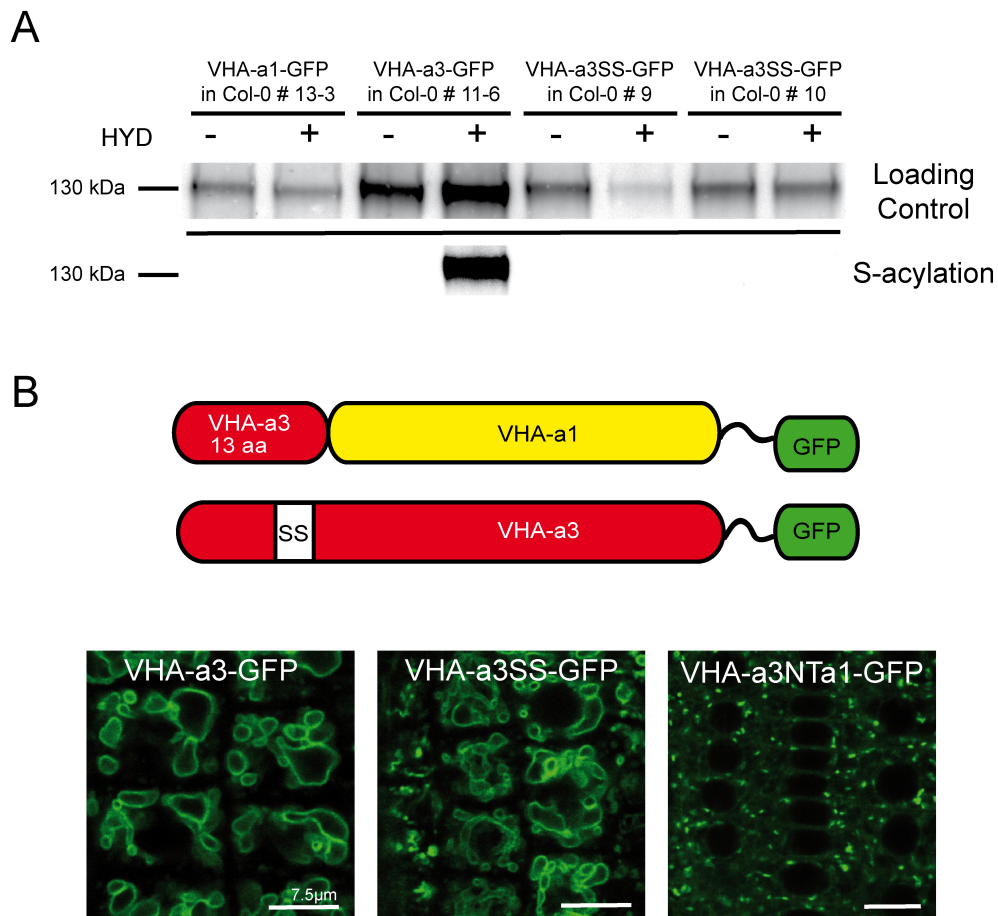 A
VHA-a1-GFP
in Col-0 # 13-3
VHA-a3-GFP
in Col-0 # 11-6
VHA-a3SS-GFP
in Col-0 # 9
VHA-a3SS-GFP
in Col-0 # 10
HYD - + - + - + - +
130 kDa
Loading
Control
130 kDa
S-acylation
B
VHA-a3
13 aa
VHA-a1
GFP
SS
VHA-a3
GFP
VHA-a3-GFP
VHA-a3SS-GFP
VHA-a3NTa1-GFP
7.5µm